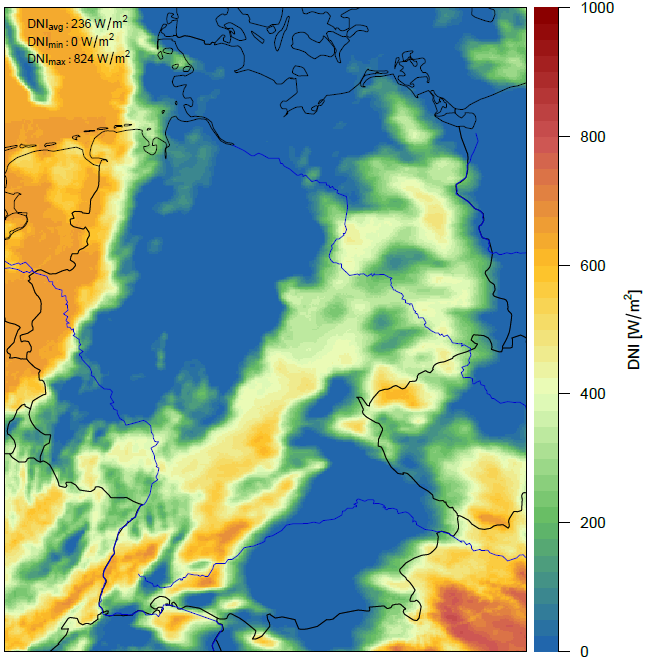 DNIavg : 236 W/m²
DNImin : 0 W/m²
DNImax : 824 W/m²
1000
800
600
400
200
0
DNI [W/m²]